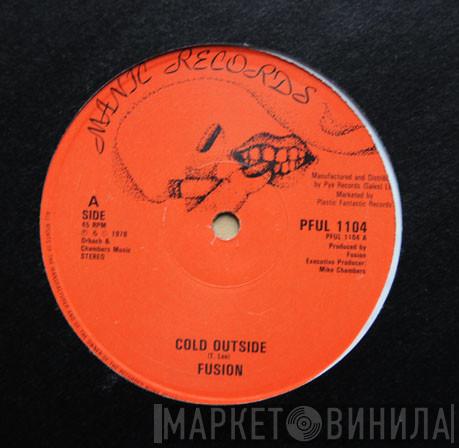 MANIC RECORDS
Manufactured and Distrib
by Pye Records (Sales) Lt
Marketed by
Plastic Fantastic Records
A
SIDE
45 RPM
1978
Orbach &
Chambers Music
STEREO
PFUL 1104
PFUL 1104 A
Produced by
Fusion
Executive Producer:
Mike Chambers
COLD OUTSIDE
(T. Lee)
FUSION
МАРКЕТ ВИНИЛА